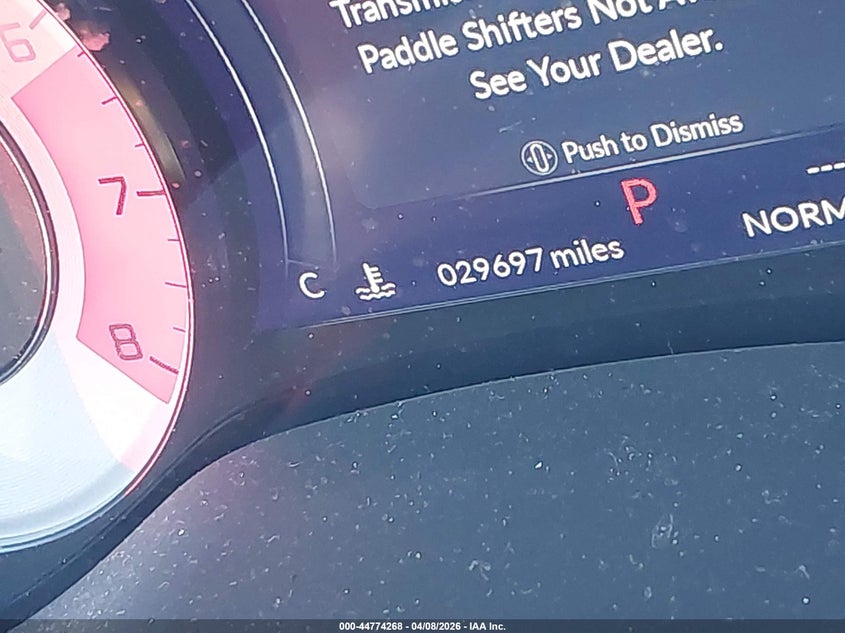 Paddle Shifters Not
See Your Dealer.
Push to Dismiss
P
---
C
029697 miles
6
7
8
000-44774268 - 04/08/2026 - IAA Inc.